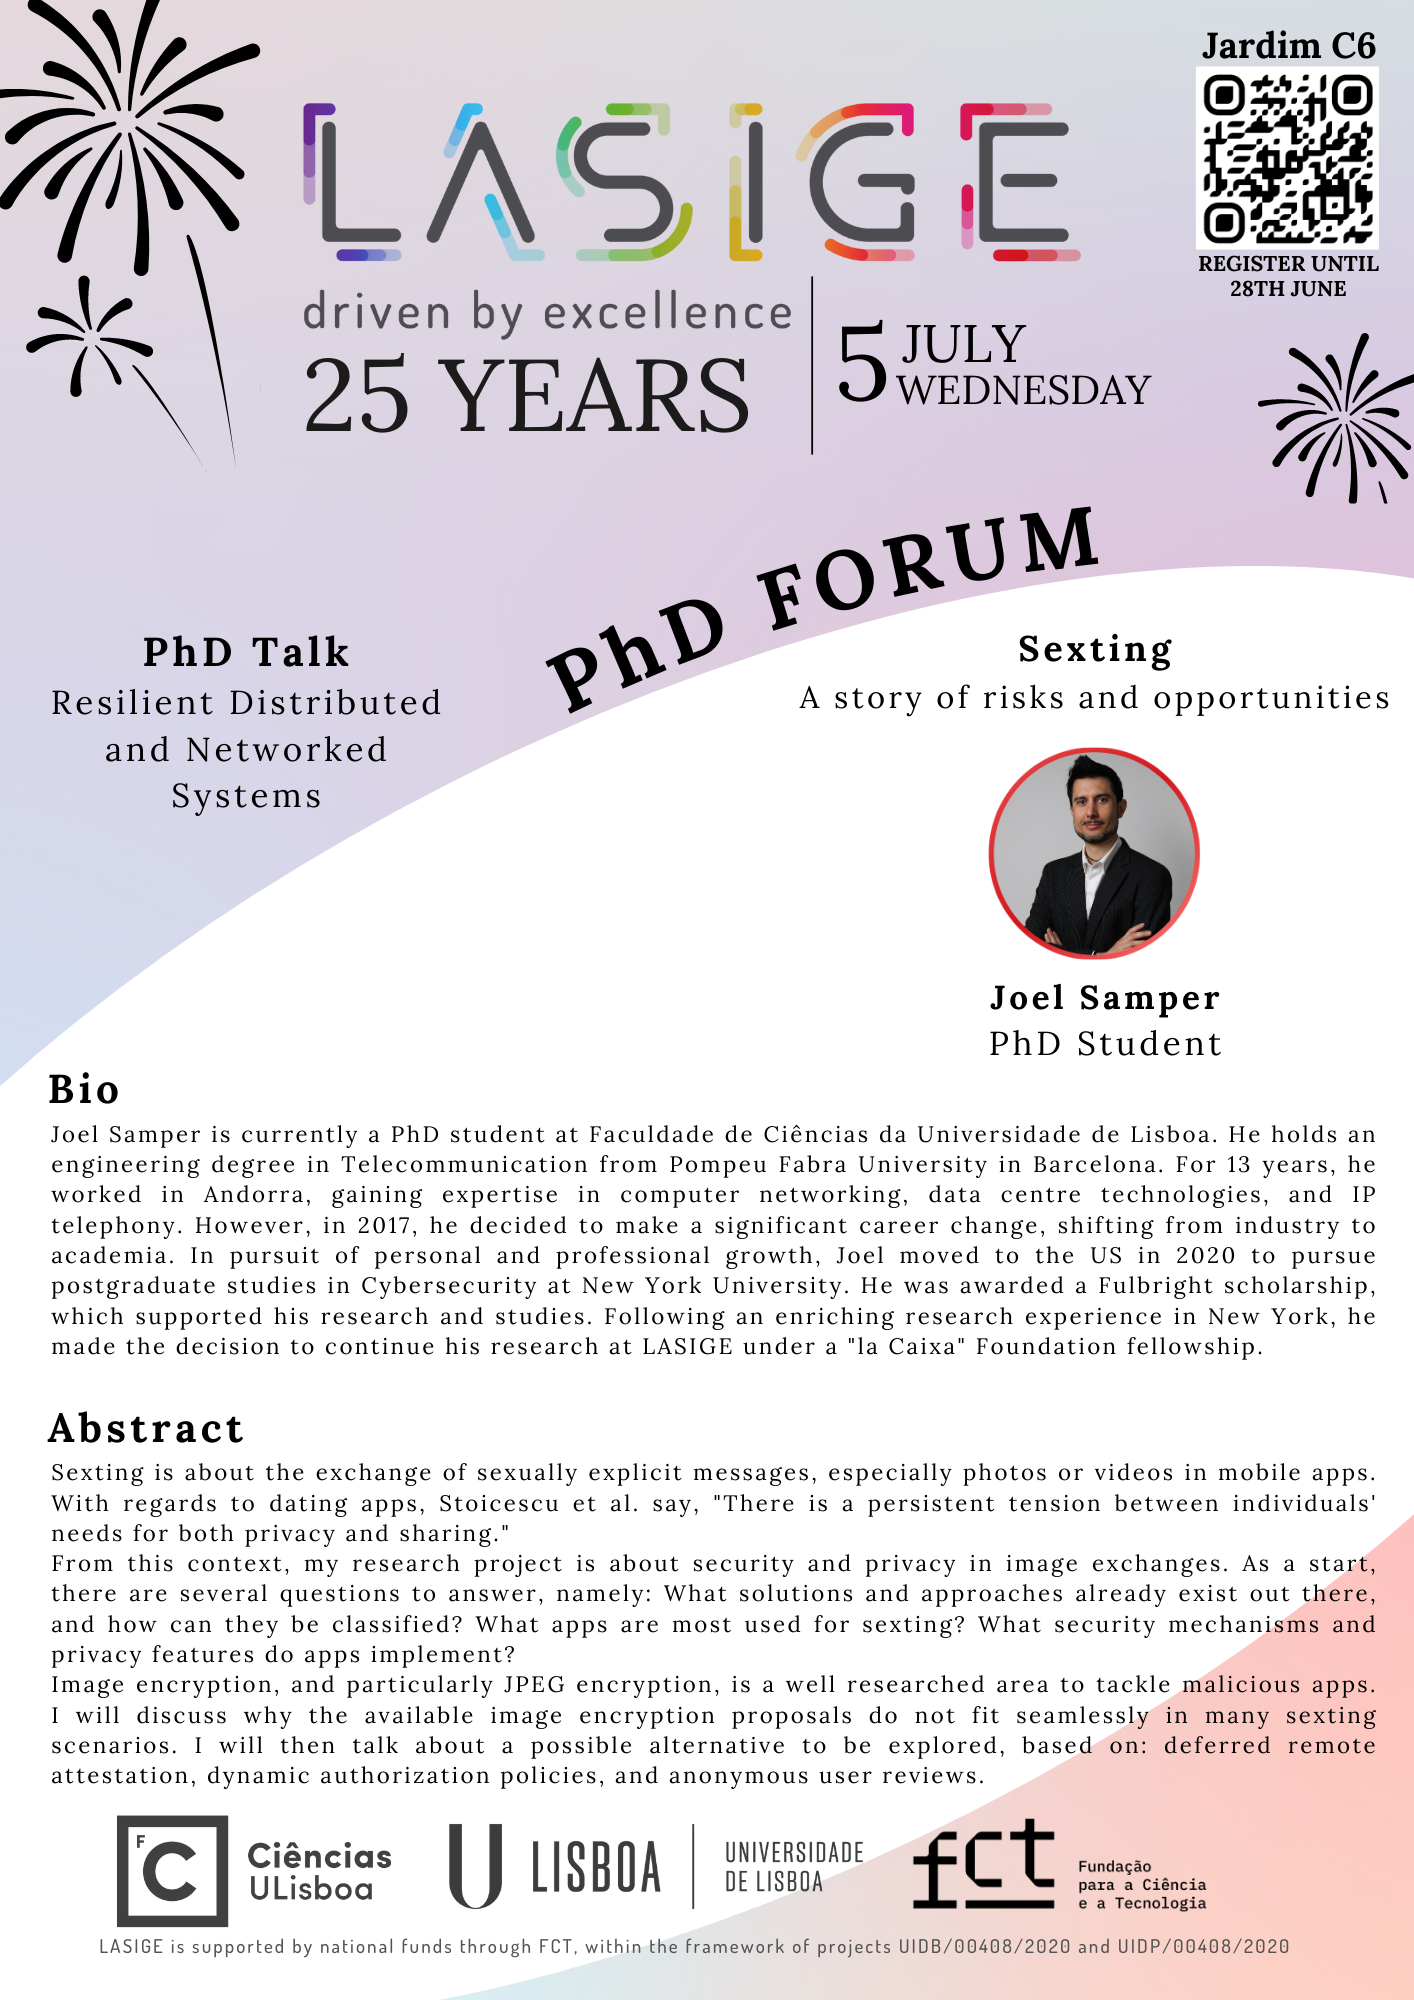 Jardim C6
LASIGE
REGISTER UNTIL
28TH JUNE
driven by excellence
25 YEARS
5 JULY
WEDNESDAY
PhD FORUM
PhD Talk
Resilient Distributed
and Networked
Systems
Sexting
A story of risks and opportunities
Joel Samper
PhD Student
Bio
Joel Samper is currently a PhD student at Faculdade de Ciências da Universidade de Lisboa. He holds an
engineering degree in Telecommunication from Pompeu Fabra University in Barcelona. For 13 years, he
worked in Andorra, gaining expertise in computer networking, data centre technologies, and IP
telephony. However, in 2017, he decided to make a significant career change, shifting from industry to
academia. In pursuit of personal and professional growth, Joel moved to the US in 2020 to pursue
postgraduate studies in Cybersecurity at New York University. He was awarded a Fulbright scholarship,
which supported his research and studies. Following an enriching research experience in New York, he
made the decision to continue his research at LASIGE under a "la Caixa" Foundation fellowship.
Abstract
Sexting is about the exchange of sexually explicit messages, especially photos or videos in mobile apps.
With regards to dating apps, Stoicescu et al. say, "There is a persistent tension between individuals'
needs for both privacy and sharing."
From this context, my research project is about security and privacy in image exchanges. As a start,
there are several questions to answer, namely: What solutions and approaches already exist out there,
and how can they be classified? What apps are most used for sexting? What security mechanisms and
privacy features do apps implement?
Image encryption, and particularly JPEG encryption, is a well researched area to tackle malicious apps.
I will discuss why the available image encryption proposals do not fit seamlessly in many sexting
scenarios. I will then talk about a possible alternative to be explored, based on: deferred remote
attestation, dynamic authorization policies, and anonymous user reviews.
F C Ciências
ULisboa
U LISBOA
UNIVERSIDADE
DE LISBOA
fct
Fundação
para a Ciência
e a Tecnologia
LASIGE is supported by national funds through FCT, within the framework of projects UIDB/00408/2020 and UIDP/00408/2020